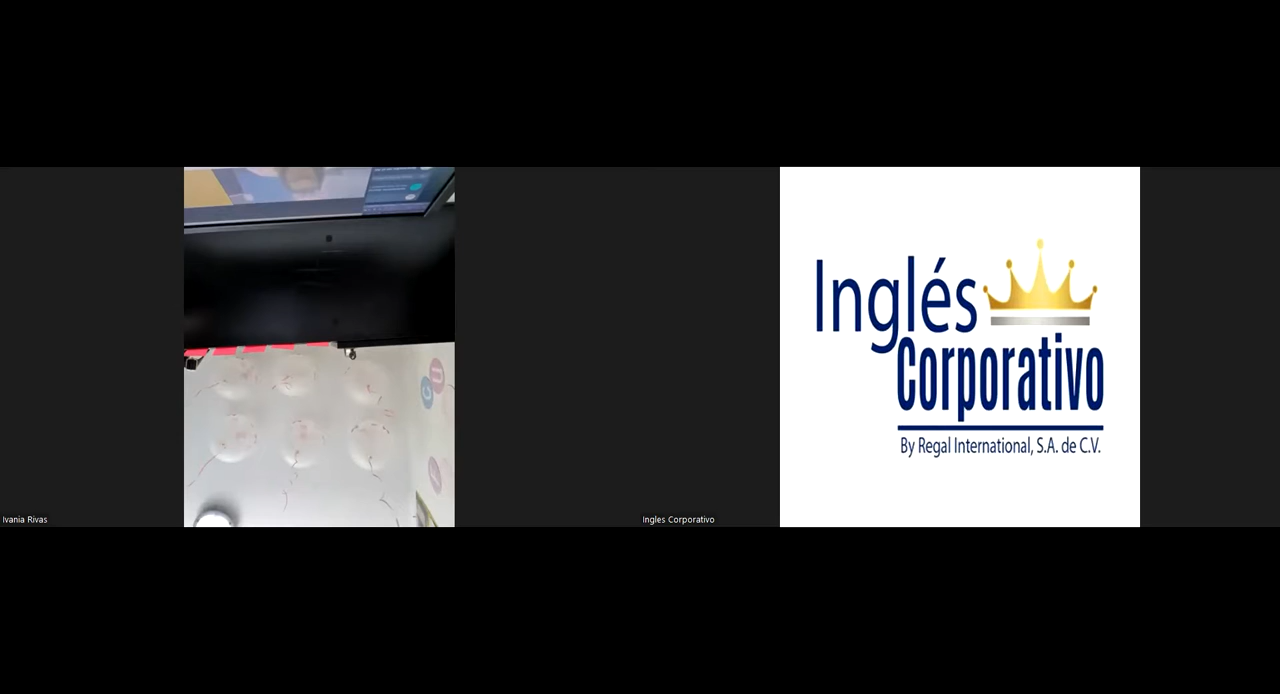 Inglés
Corporativo
By Regal International, S.A. de C.V.
Ivania Rivas
Ingles Corporativo